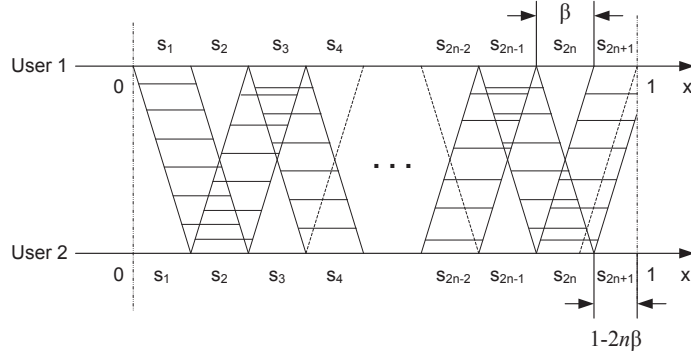 β
s1 s2 s3 s4 s2n-2 s2n-1 s2n s2n+1
User 1
0 1 x
. . .
User 2
0 s1 s2 s3 s4 s2n-2 s2n-1 s2n s2n+1 1 x
1-2nβ